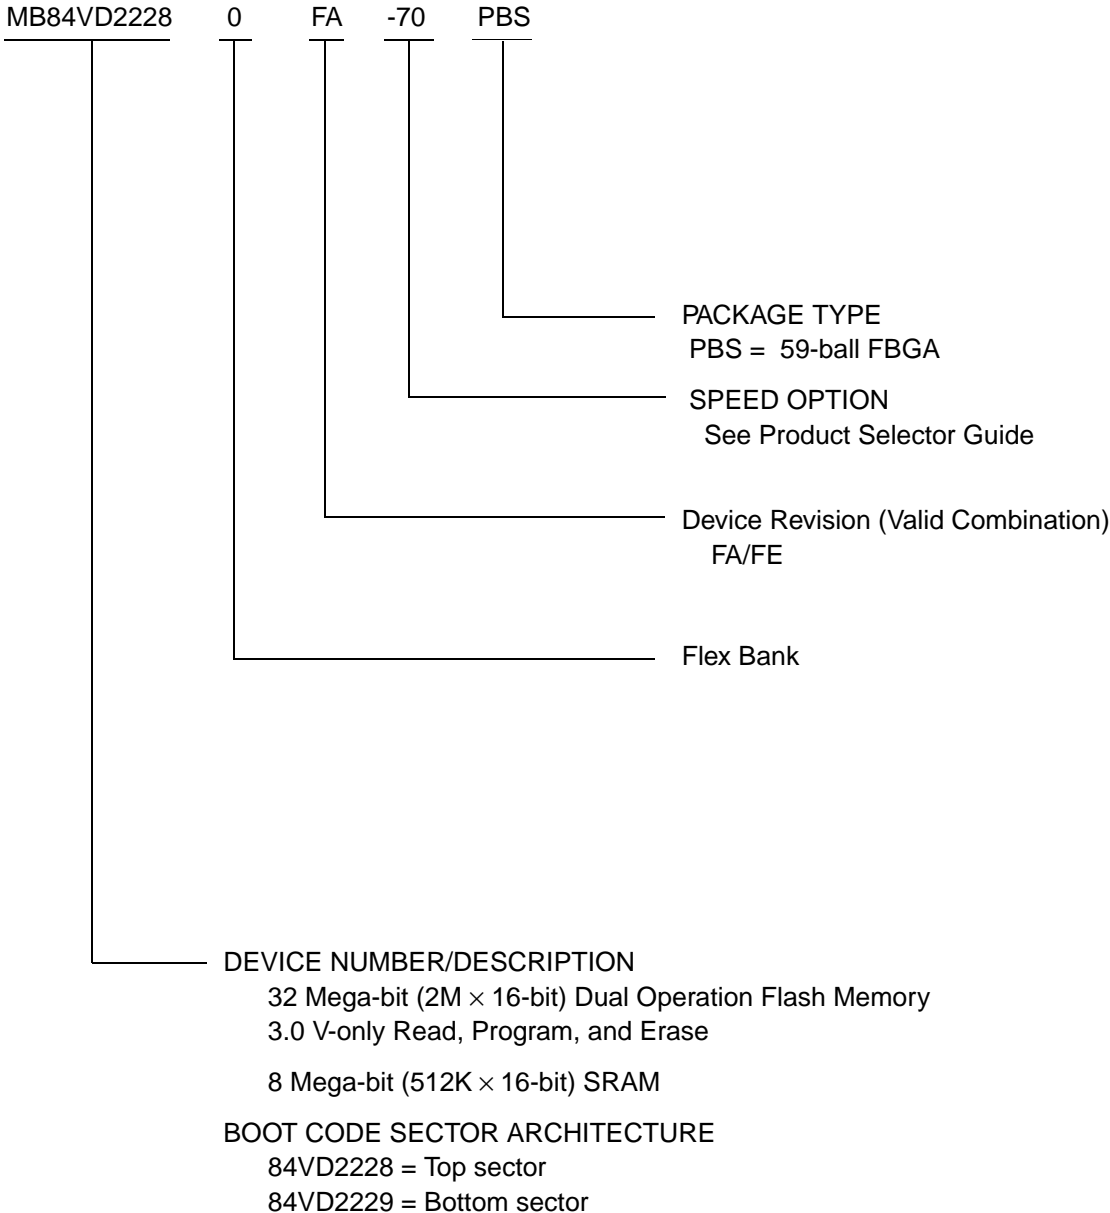 MB84VD2228 0 FA -70 PBS
PACKAGE TYPE
PBS = 59-ball FBGA
SPEED OPTION
See Product Selector Guide
Device Revision (Valid Combination)
FA/FE
Flex Bank
DEVICE NUMBER/DESCRIPTION
32 Mega-bit (2M × 16-bit) Dual Operation Flash Memory
3.0 V-only Read, Program, and Erase
8 Mega-bit (512K × 16-bit) SRAM
BOOT CODE SECTOR ARCHITECTURE
84VD2228 = Top sector
84VD2229 = Bottom sector